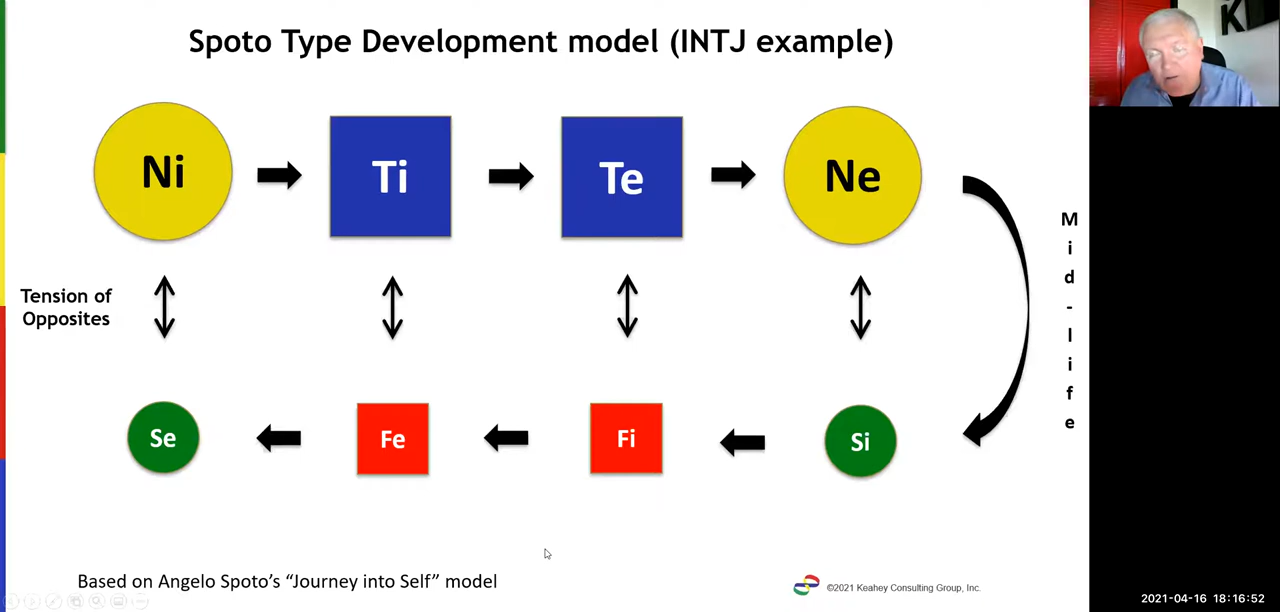 Spoto Type Development model (INTJ example)
Ni
Ti
Te
Ne
Tension of
Opposites
M
i
d
-
l
i
f
e
Se
Fe
Fi
Si
Based on Angelo Spoto's “Journey into Self” model
©2021 Keahey Consulting Group, Inc.
2021-04-16 18:16:52